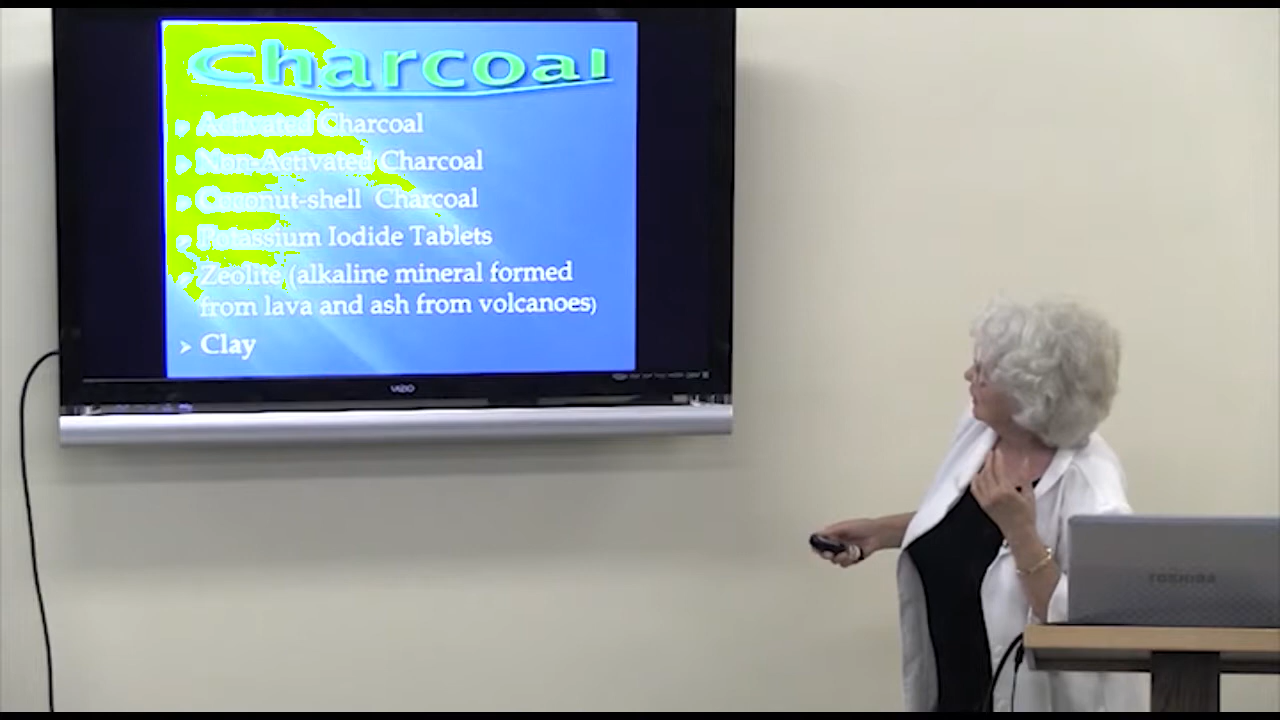 Charcoal
Activated Charcoal
Non-Activated Charcoal
Coconut-shell Charcoal
Potassium Iodide Tablets
Zeolite (alkaline mineral formed
from lava and ash from volcanoes)
Clay
VIZIO
TOSHIBA